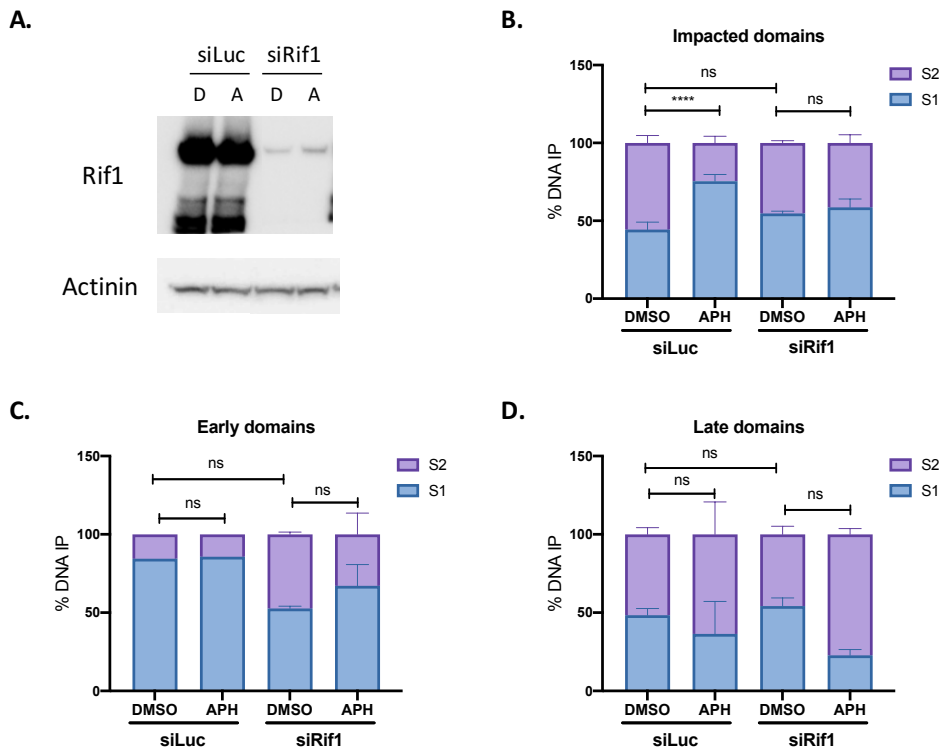 A.
siLuc siRif1
D A D A
Rif1
Actinin
B.
Impacted domains
S2
S1
ns
**** ns
% DNA IP
150
100
50
0
DMSO APH DMSO APH
siLuc siRif1
C.
Early domains
S2
S1
ns
ns ns
% DNA IP
150
100
50
0
DMSO APH DMSO APH
siLuc siRif1
D.
Late domains
S2
S1
ns
ns ns
% DNA IP
150
100
50
0
DMSO APH DMSO APH
siLuc siRif1